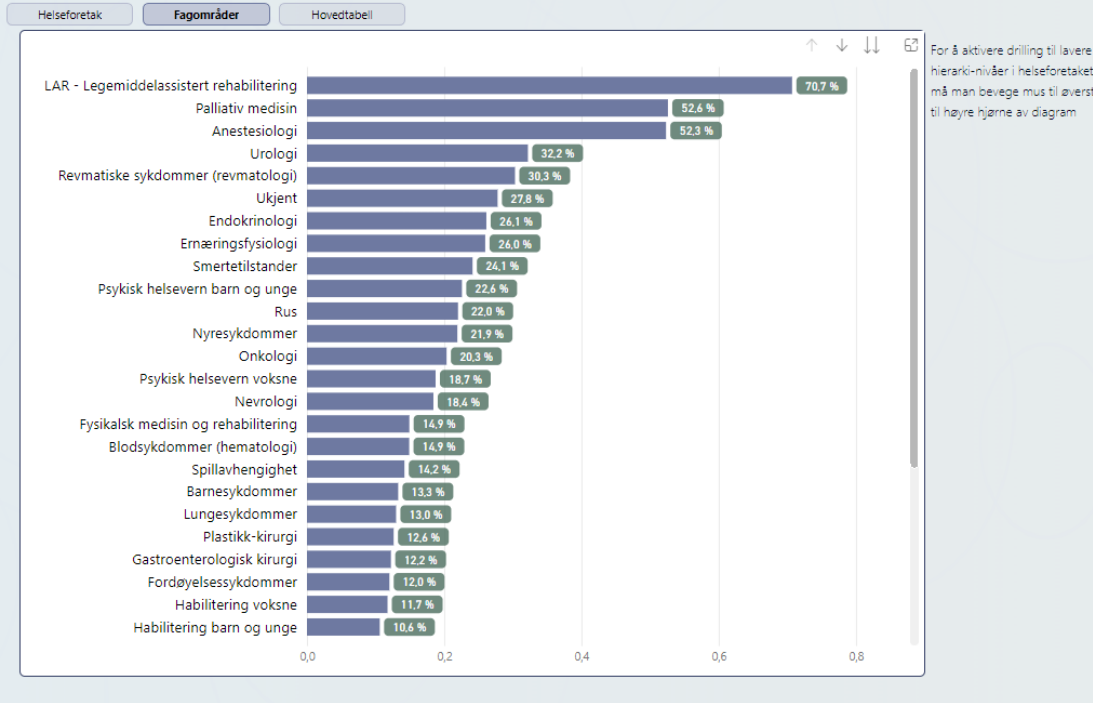 Helseforetak
Fagområder
Hovedtabell
For å aktivere drilling til lavere
hierarki-nivåer i helseforetaket
må man bevege mus til øverst
til høyre hjørne av diagram
LAR - Legemiddelassistert rehabilitering 70,7 %
Palliativ medisin 52,6 %
Anestesiologi 52,3 %
Urologi 32,2 %
Revmatiske sykdommer (revmatologi) 30,3 %
Ukjent 27,8 %
Endokrinologi 26,1 %
Ernæringsfysiologi 26,0 %
Smertetilstander 24,1 %
Psykisk helsevern barn og unge 22,6 %
Rus 22,0 %
Nyresykdommer 21,9 %
Onkologi 20,3 %
Psykisk helsevern voksne 18,7 %
Nevrologi 18,4 %
Fysikalsk medisin og rehabilitering 14,9 %
Blodsykdommer (hematologi) 14,9 %
Spillavhengighet 14,2 %
Barnesykdommer 13,3 %
Lungesykdommer 13,0 %
Plastikk-kirurgi 12,6 %
Gastroenterologisk kirurgi 12,2 %
Fordøyelsessykdommer 12,0 %
Habilitering voksne 11,7 %
Habilitering barn og unge 10,6 %
0,0 0,2 0,4 0,6 0,8